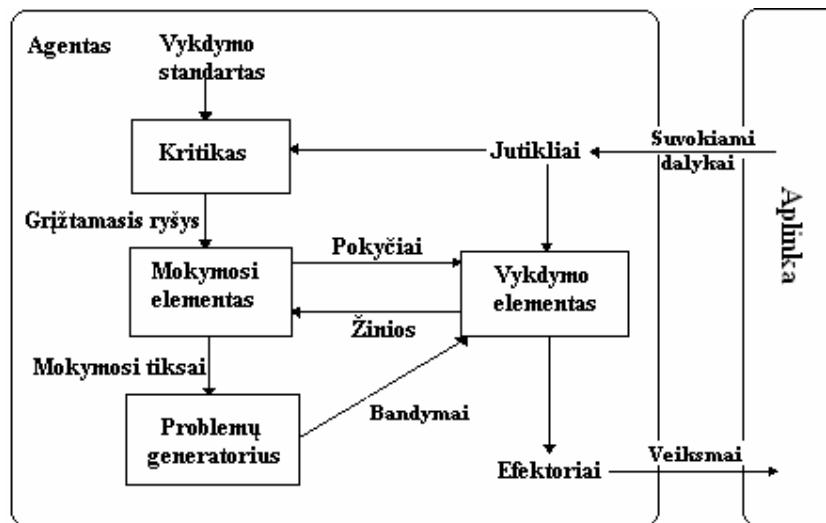 Agentas
Vykdymo
standartas
Kritikas
Jutikliai
Suvokiami
dalykai
Aplinka
Grįžtamasis ryšys
Mokymosi
elementas
Pokyčiai
Vykdymo
elementas
Žinios
Mokymosi tiksai
Problemų
generatorius
Bandymai
Efektoriai
Veiksmai